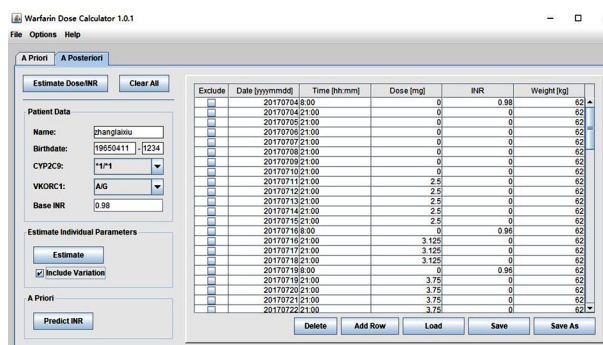 Warfarin Dose Calculator 1.0.1
File Options Help
A Priori A Posteriori
Estimate Dose/INR Clear All
Patient Data
Name: zhanglaixiu
Birthdate: 19650411 - 1234
CYP2C9: *1/*1
VKORC1: A/G
Base INR 0.98
Estimate Individual Parameters
Estimate
Include Variation
A Priori
Predict INR
Exclude Date [yyyymmdd] Time [hh:mm] Dose [mg] INR Weight [kg]
20170704 8:00 0 0.98 62
20170704 21:00 0 0 62
20170705 21:00 0 0 62
20170706 21:00 0 0 62
20170707 21:00 0 0 62
20170708 21:00 0 0 62
20170709 21:00 0 0 62
20170710 21:00 0 0 62
20170711 21:00 2.5 0 62
20170712 21:00 2.5 0 62
20170713 21:00 2.5 0 62
20170714 21:00 2.5 0 62
20170715 21:00 2.5 0 62
20170716 8:00 0 0.96 62
20170716 21:00 3.125 0 62
20170717 21:00 3.125 0 62
20170718 21:00 3.125 0 62
20170719 8:00 0 0.96 62
20170719 21:00 3.75 0 62
20170720 21:00 3.75 0 62
20170721 21:00 3.75 0 62
20170722 21:00 3.75 0 62
Delete Add Row Load Save Save As